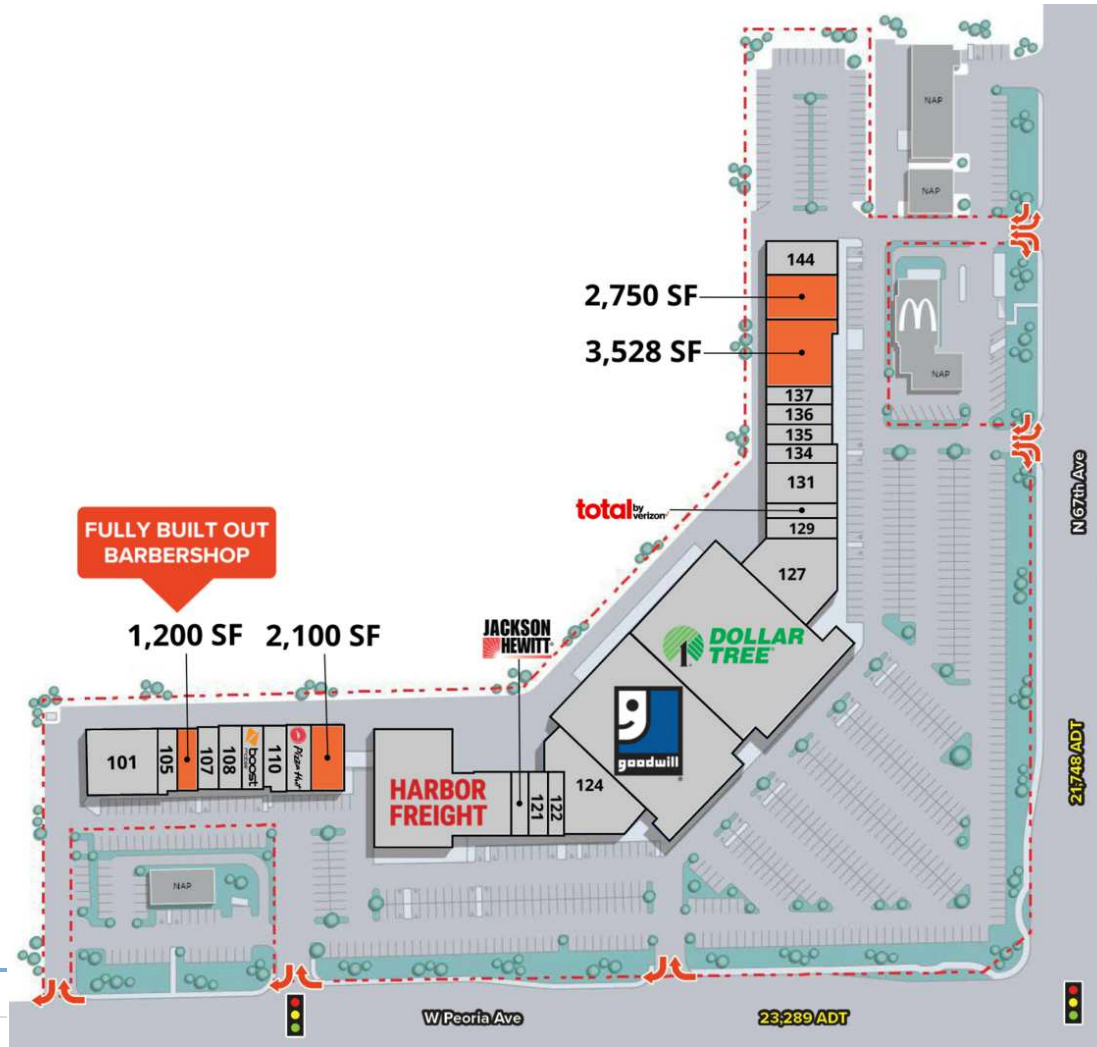 NAP
NAP
144
2,750 SF
3,528 SF
NAP
137
136
135
134
131
total by verizon
129
127
N 67th Ave
FULLY BUILT OUT
BARBERSHOP
1,200 SF
2,100 SF
JACKSON
HEWITT
DOLLAR
TREE
1
goodwill
101
105
107
108
boost
mobile
110
Pizza Hut
HARBOR
FREIGHT
121
122
124
21,748 ADT
NAP
W Peoria Ave
23,289 ADT